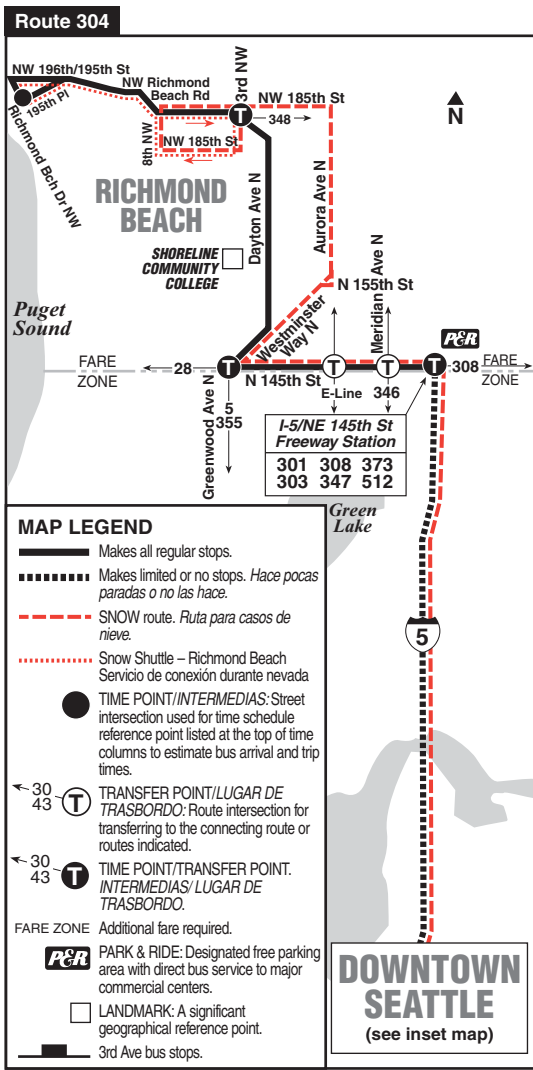 Route 304
NW 196th/195th St
NW Richmond
Beach Rd
3rd NW
NW 185th St
195th Pl
Richmond Bch Dr NW
348
N
8th NW
NW 185th St
RICHMOND
BEACH
Dayton Ave N
Aurora Ave N
SHORELINE
COMMUNITY
COLLEGE
N 155th St
Meridian Ave N
Westminster
Way N
Puget
Sound
P&R
FARE
ZONE
28
T
N 145th St
T
T
T
308
FARE
ZONE
T
Greenwood Ave N
5
355
E-Line
346
I-5/NE 145th St
Freeway Station
301 308 373
303 347 512
Green
Lake
5
MAP LEGEND
Makes all regular stops.
Makes limited or no stops. Hace pocas
paradas o no las hace.
SNOW route. Ruta para casos de
nieve.
Snow Shuttle – Richmond Beach
Servicio de conexión durante nevada
TIME POINT/INTERMEDIAS: Street
intersection used for time schedule
reference point listed at the top of time
columns to estimate bus arrival and trip
times.
30
43
T
TRANSFER POINT/LUGAR DE
TRASBORDO: Route intersection for
transferring to the connecting route or
routes indicated.
30
43
T
TIME POINT/TRANSFER POINT.
INTERMEDIAS/ LUGAR DE
TRASBORDO.
FARE ZONE Additional fare required.
P&R PARK & RIDE: Designated free parking
area with direct bus service to major
commercial centers.
LANDMARK: A significant
geographical reference point.
3rd Ave bus stops.
DOWNTOWN
SEATTLE
(see inset map)